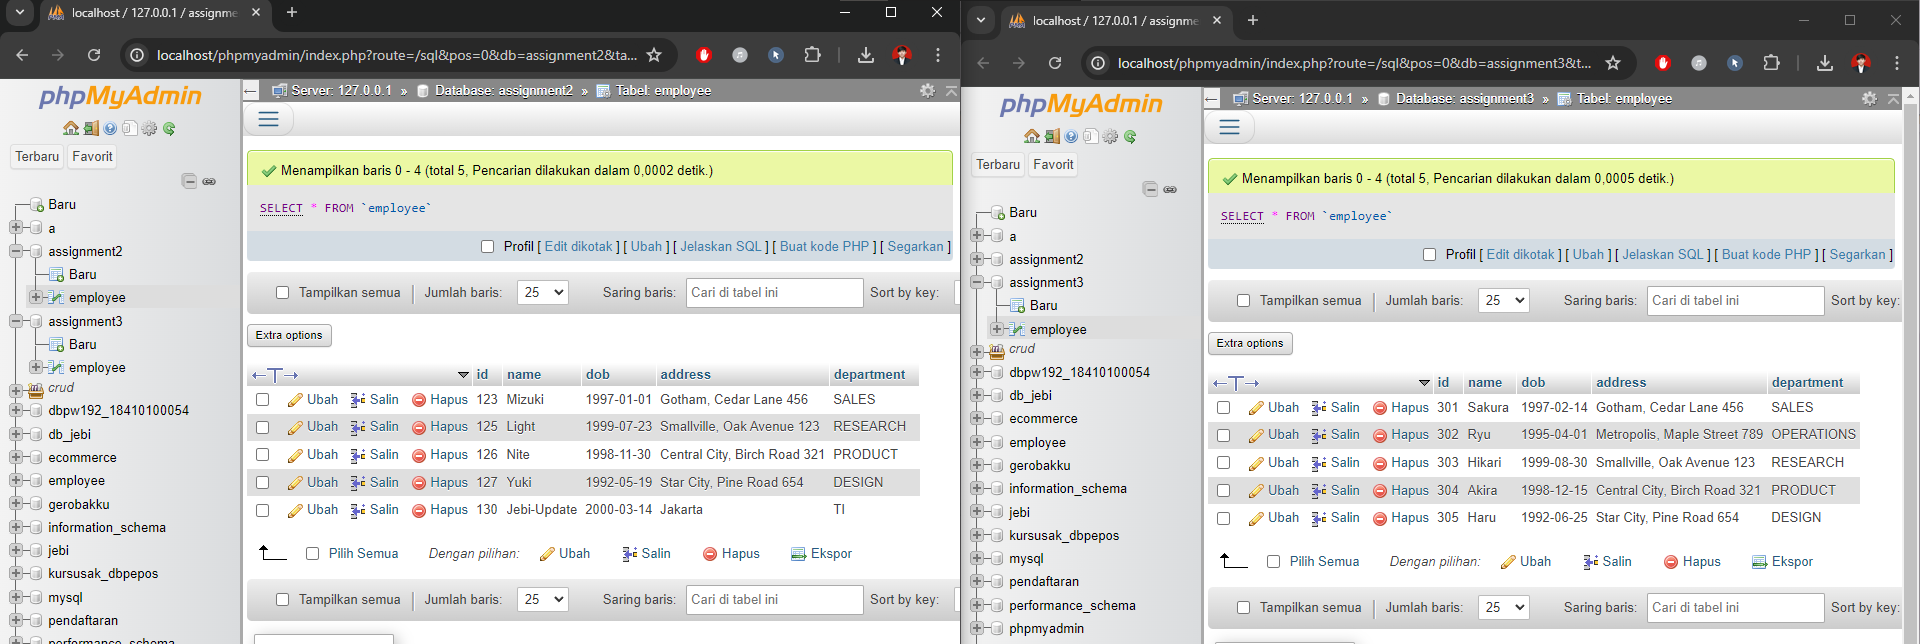 localhost / 127.0.0.1 / assignme
localhost/phpmyadmin/index.php?route=/sql&pos=0&db=assignment2&ta...
phpMyAdmin
Terbaru
Favorit
Baru
a
assignment2
Baru
employee
assignment3
Baru
employee
crud
dbpw192_18410100054
db_jebi
ecommerce
employee
gerobakku
information_schema
jebi
kursusak_dbpepos
mysql
pendaftaran
performance_schema
Server: 127.0.0.1 » Database: assignment2 » Tabel: employee
Menampilkan baris 0 - 4 (total 5, Pencarian dilakukan dalam 0,0002 detik.)
SELECT * FROM `employee`
Profil [ Edit dikotak ] [ Ubah ] [ Jelaskan SQL ] [ Buat kode PHP ] [ Segarkan ]
Tampilkan semua | Jumlah baris: 25 Saring baris: Cari di tabel ini Sort by key:
Extra options
id name dob address department
Ubah Salin Hapus 123 Mizuki 1997-01-01 Gotham, Cedar Lane 456 SALES
Ubah Salin Hapus 125 Light 1999-07-23 Smallville, Oak Avenue 123 RESEARCH
Ubah Salin Hapus 126 Nite 1998-11-30 Central City, Birch Road 321 PRODUCT
Ubah Salin Hapus 127 Yuki 1992-05-19 Star City, Pine Road 654 DESIGN
Ubah Salin Hapus 130 Jebi-Update 2000-03-14 Jakarta TI
Pilih Semua Dengan pilihan: Ubah Salin Hapus Ekspor
Tampilkan semua | Jumlah baris: 25 Saring baris: Cari di tabel ini Sort by key:
localhost / 127.0.0.1 / assignme
localhost/phpmyadmin/index.php?route=/sql&pos=0&db=assignment3&t...
phpMyAdmin
Terbaru
Favorit
Baru
a
assignment2
assignment3
Baru
employee
crud
dbpw192_18410100054
db_jebi
ecommerce
employee
gerobakku
information_schema
jebi
kursusak_dbpepos
mysql
pendaftaran
performance_schema
phpmyadmin
Server: 127.0.0.1 » Database: assignment3 » Tabel: employee
Menampilkan baris 0 - 4 (total 5, Pencarian dilakukan dalam 0,0005 detik.)
SELECT * FROM `employee`
Profil [ Edit dikotak ] [ Ubah ] [ Jelaskan SQL ] [ Buat kode PHP ] [ Segarkan ]
Tampilkan semua | Jumlah baris: 25 Saring baris: Cari di tabel ini Sort by key:
Extra options
id name dob address department
Ubah Salin Hapus 301 Sakura 1997-02-14 Gotham, Cedar Lane 456 SALES
Ubah Salin Hapus 302 Ryu 1995-04-01 Metropolis, Maple Street 789 OPERATIONS
Ubah Salin Hapus 303 Hikari 1999-08-30 Smallville, Oak Avenue 123 RESEARCH
Ubah Salin Hapus 304 Akira 1998-12-15 Central City, Birch Road 321 PRODUCT
Ubah Salin Hapus 305 Haru 1992-06-25 Star City, Pine Road 654 DESIGN
Pilih Semua Dengan pilihan: Ubah Salin Hapus Ekspor
Tampilkan semua | Jumlah baris: 25 Saring baris: Cari di tabel ini Sort by key: